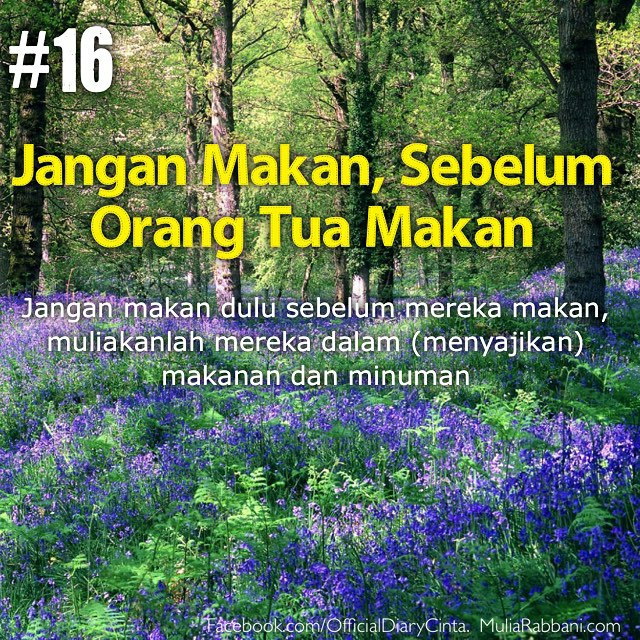 #16
Jangan Makan, Sebelum
Orang Tua Makan
Jangan makan dulu sebelum mereka makan,
muliakanlah mereka dalam (menyajikan)
makanan dan minuman
Facebook.com/OfficialDiaryCinta. MuliaRabbani.com